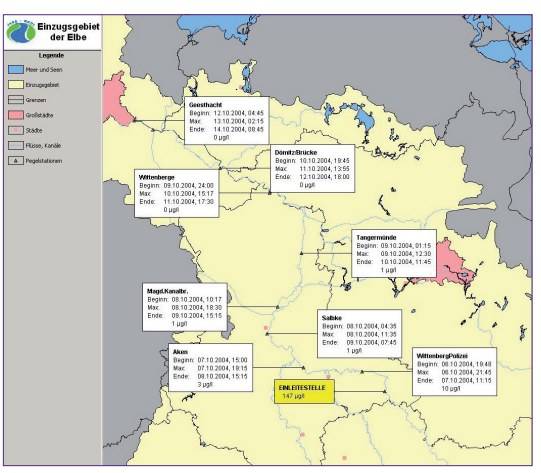 Einzugsgebiet
der Elbe
Legende
Meer und Seen
Einzugsgebiet
Grenzen
Großstädte
Städte
Flüsse, Kanäle
Pegelstationen
Geesthacht
Beginn: 12.10.2004, 04:45
Max: 13.10.2004, 02:15
Ende: 14.10.2004, 08:45
0 µg/l
DömitzBrücke
Beginn: 10.10.2004, 19:45
Max: 11.10.2004, 13:55
Ende: 12.10.2004, 18:00
0 µg/l
Wittenberge
Beginn: 09.10.2004, 24:00
Max: 10.10.2004, 15:17
Ende: 11.10.2004, 17:30
0 µg/l
Tangermünde
Beginn: 09.10.2004, 01:15
Max: 09.10.2004, 12:30
Ende: 10.10.2004, 11:45
1 µg/l
Magd.Kanalbr.
Beginn: 08.10.2004, 10:17
Max: 08.10.2004, 18:30
Ende: 09.10.2004, 15:15
1 µg/l
Salbke
Beginn: 08.10.2004, 04:35
Max: 08.10.2004, 11:35
Ende: 09.10.2004, 07:45
1 µg/l
Aken
Beginn: 07.10.2004, 15:00
Max: 07.10.2004, 19:15
Ende: 08.10.2004, 15:15
3 µg/l
WittenbergPolizei
Beginn: 06.10.2004, 19:48
Max: 06.10.2004, 21:45
Ende: 07.10.2004, 11:15
10 µg/l
EINLEITESTELLE
147 µg/l